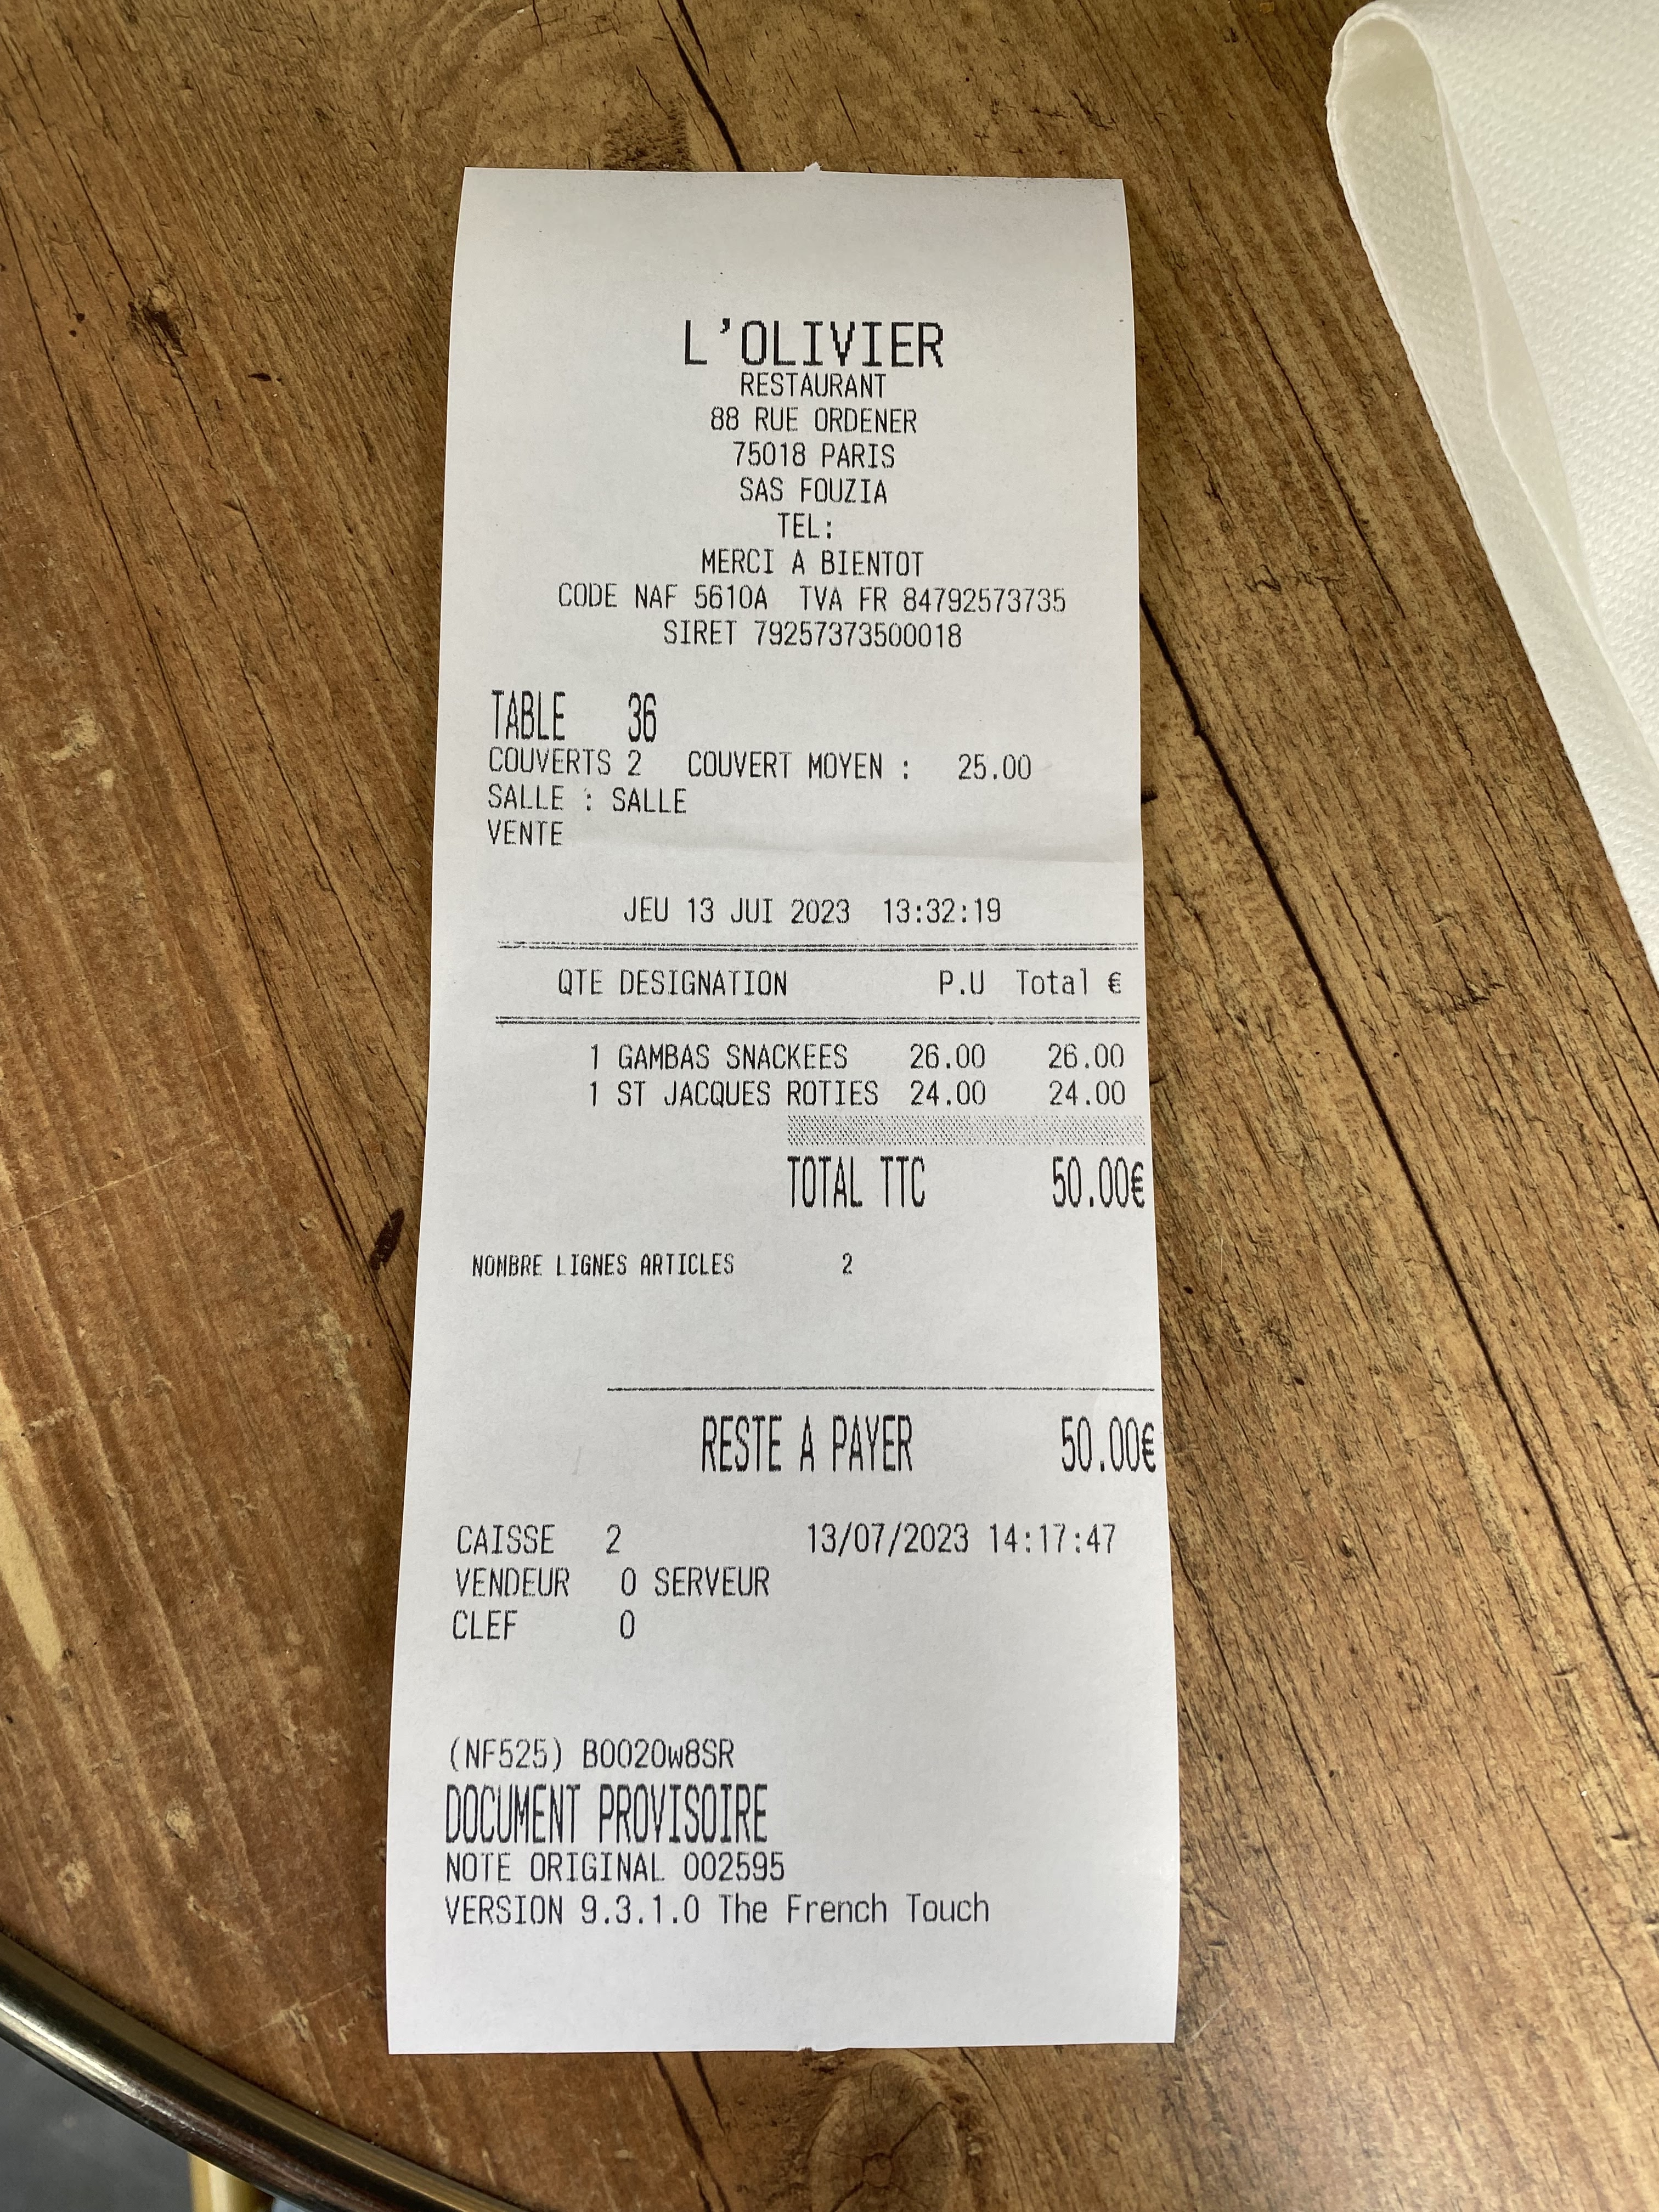 L'OLIVIER
RESTAURANT
88 RUE ORDENER
75018 PARIS
SAS FOUZIA
TEL:
MERCI A BIENTOT
CODE NAF 5610A TVA FR 84792573735
SIRET 79257373500018
TABLE 36
COUVERTS 2 COUVERT MOYEN : 25.00
SALLE : SALLE
VENTE
JEU 13 JUI 2023 13:32:19
QTE DESIGNATION P.U Total €
1 GAMBAS SNACKEES 26.00 26.00
1 ST JACQUES ROTIES 24.00 24.00
TOTAL TTC 50.00€
NOMBRE LIGNES ARTICLES 2
RESTE A PAYER 50.00€
CAISSE 2 13/07/2023 14:17:47
VENDEUR 0 SERVEUR
CLEF 0
(NF525) B0020w8SR
DOCUMENT PROVISOIRE
NOTE ORIGINAL 002595
VERSION 9.3.1.0 The French Touch